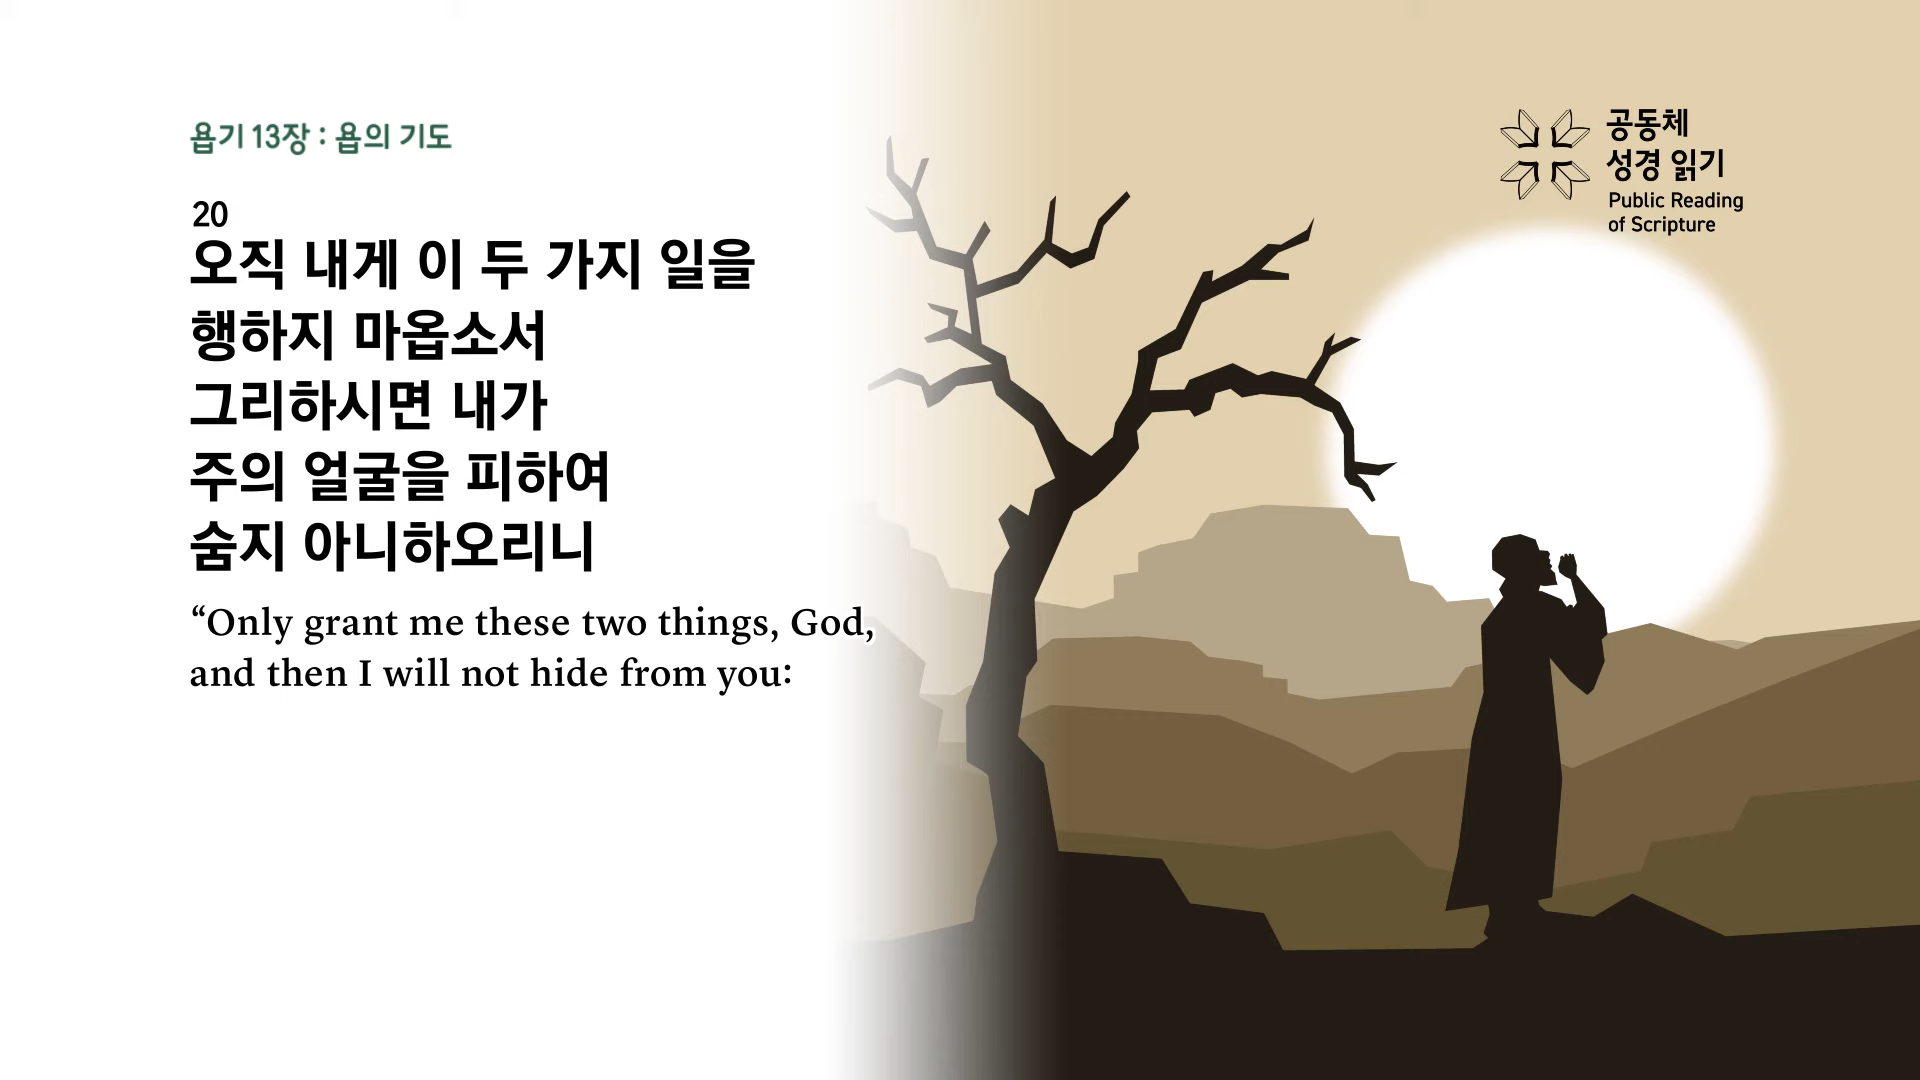 욥기 13장 : 욥의 기도
20
오직 내게 이 두 가지 일을
행하지 마옵소서
그리하시면 내가
주의 얼굴을 피하여
숨지 아니하오리니
“Only grant me these two things, God,
and then I will not hide from you:
공동체
성경 읽기
Public Reading
of Scripture